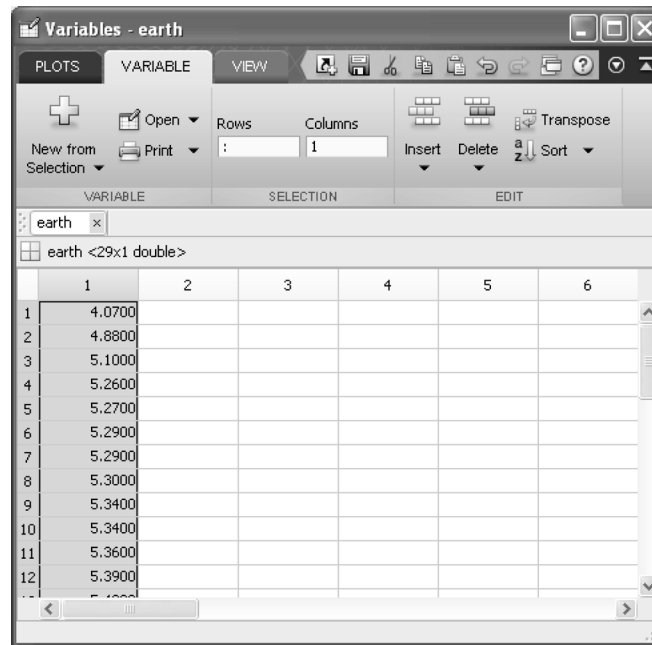 Variables - earth
PLOTS VARIABLE VIEW
New from Selection
Open
Print
Rows Columns
: 1
Insert Delete
Transpose
Sort
VARIABLE SELECTION EDIT
earth
earth <29x1 double>
1 2 3 4 5 6
1 4.0700
2 4.8800
3 5.1000
4 5.2600
5 5.2700
6 5.2900
7 5.2900
8 5.3000
9 5.3400
10 5.3400
11 5.3600
12 5.3900